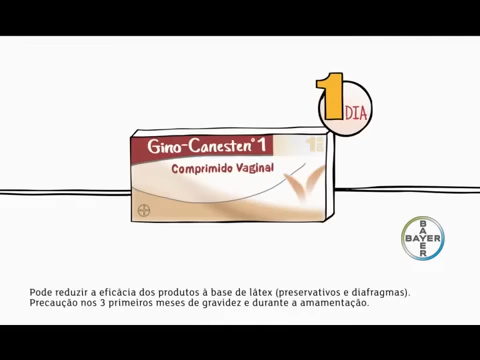 1
DIA
Gino-Canesten® 1
Comprimido Vaginal
BAYER
BAYER
Pode reduzir a eficácia dos produtos à base de látex (preservativos e diafragmas).
Precaução nos 3 primeiros meses de gravidez e durante a amamentação.